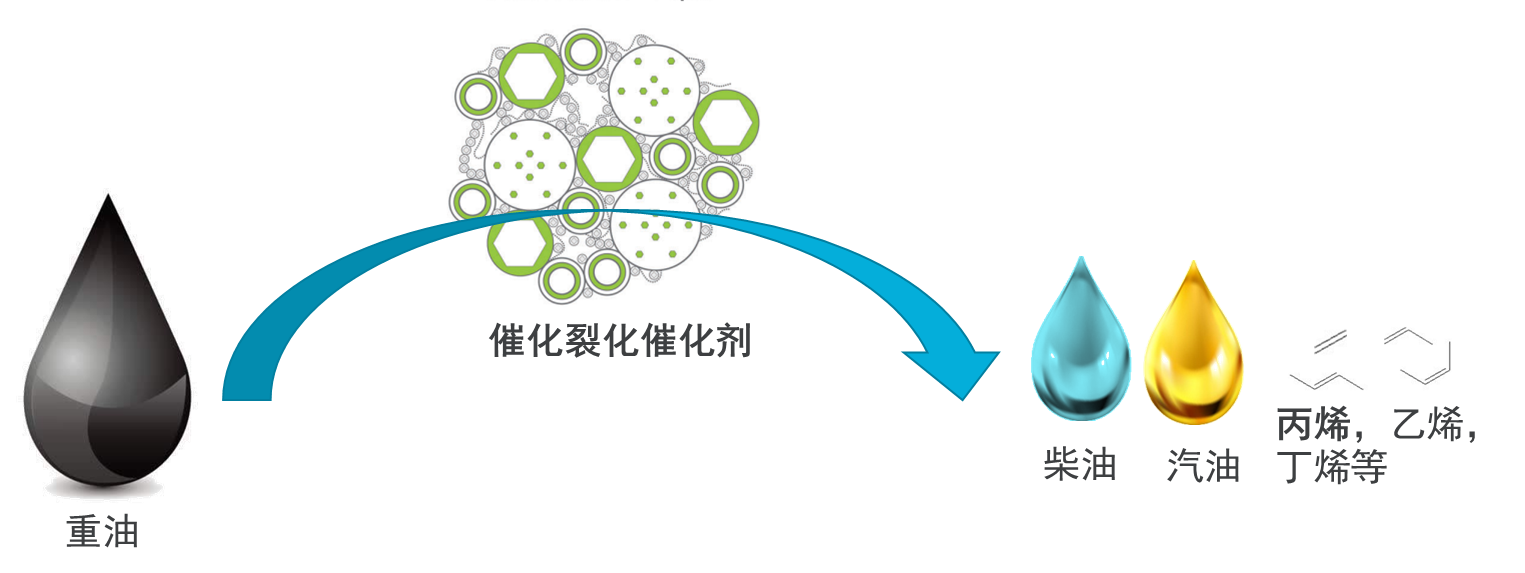 催化裂化催化剂
重油
柴油
汽油
丙烯，乙烯，
丁烯等